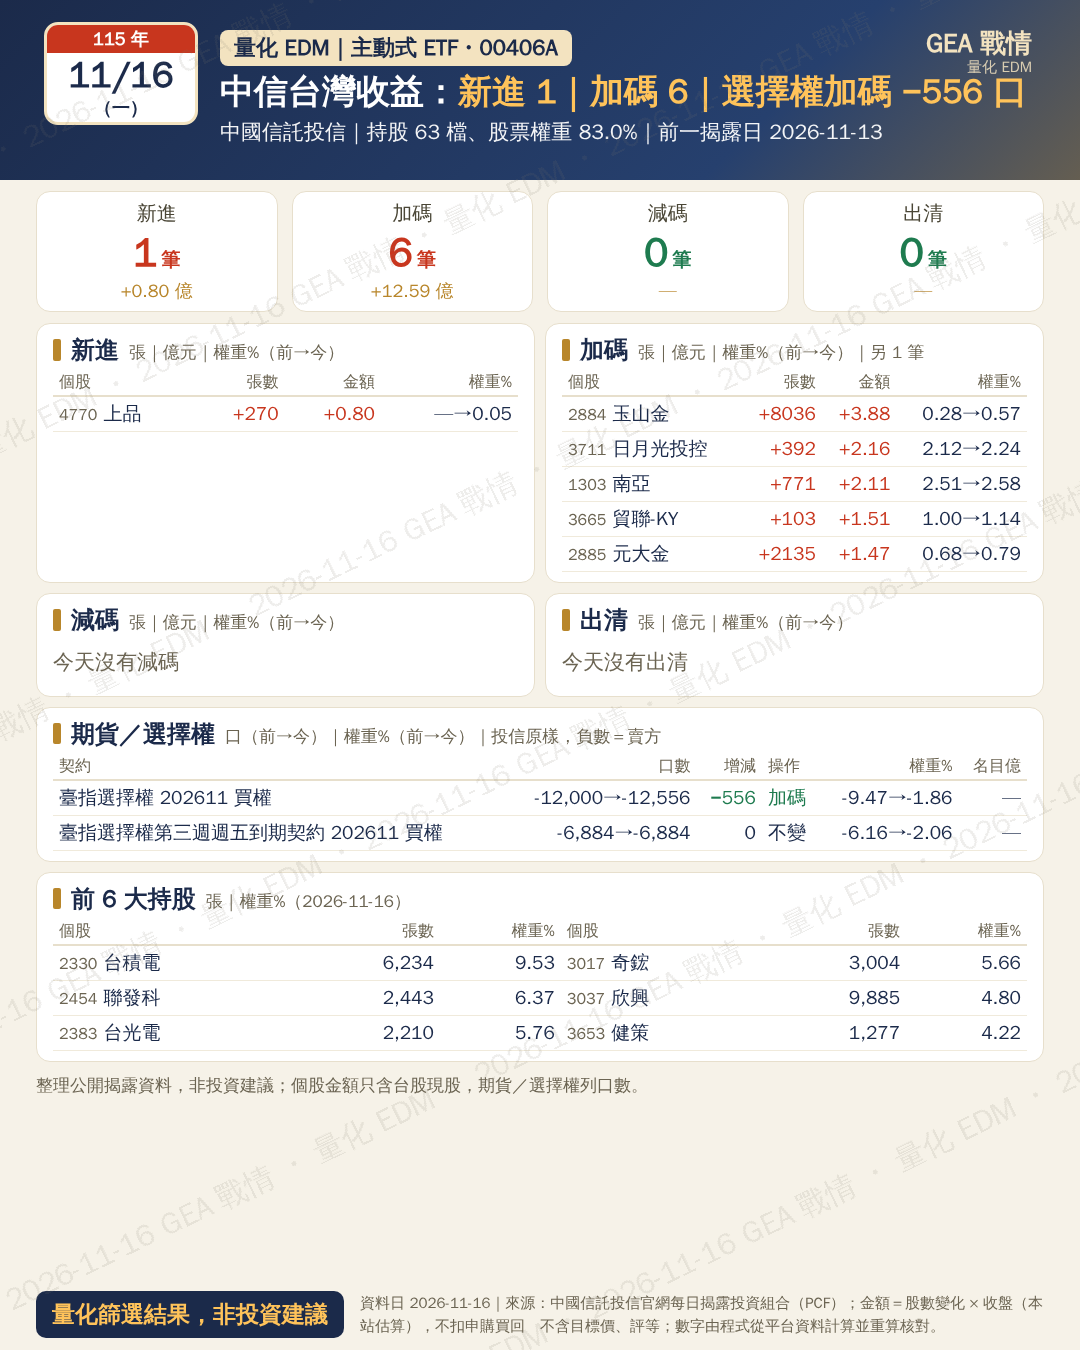 115 年
11/16
(一)
量化 EDM｜主動式 ETF・00406A
GEA 戰情
量化 EDM
中信台灣收益：新進 1｜加碼 6｜選擇權加碼 −556 口
中國信託投信｜持股 63 檔、股票權重 83.0%｜前一揭露日 2026-11-13
新進 加碼 減碼 出清
1 筆 6 筆 0 筆 0 筆
+0.80 億 +12.59 億 — —
新進 張｜億元｜權重%（前→今）
個股 張數 金額 權重%
4770 上品 +270 +0.80 —→0.05
加碼 張｜億元｜權重%（前→今）｜另 1 筆
個股 張數 金額 權重%
2884 玉山金 +8036 +3.88 0.28→0.57
3711 日月光投控 +392 +2.16 2.12→2.24
1303 南亞 +771 +2.11 2.51→2.58
3665 貿聯-KY +103 +1.51 1.00→1.14
2885 元大金 +2135 +1.47 0.68→0.79
減碼 張｜億元｜權重%（前→今）
今天沒有減碼
出清 張｜億元｜權重%（前→今）
今天沒有出清
期貨／選擇權 口（前→今）｜權重%（前→今）｜投信原樣，負數＝賣方
契約 口數 增減 操作 權重% 名目億
臺指選擇權 202611 買權 -12,000→-12,556 −556 加碼 -9.47→-1.86 —
臺指選擇權第三週週五到期契約 202611 買權 -6,884→-6,884 0 不變 -6.16→-2.06 —
前 6 大持股 張｜權重%（2026-11-16）
個股 張數 權重% 個股 張數 權重%
2330 台積電 6,234 9.53 3017 奇鋐 3,004 5.66
2454 聯發科 2,443 6.37 3037 欣興 9,885 4.80
2383 台光電 2,210 5.76 3653 健策 1,277 4.22
整理公開揭露資料，非投資建議；個股金額只含台股現股，期貨／選擇權列口數。
量化篩選結果，非投資建議
資料日 2026-11-16｜來源：中國信託投信官網每日揭露投資組合（PCF）；金額＝股數變化 × 收盤（本
站估算），不扣申購買回　不含目標價、評等；數字由程式從平台資料計算並重算核對。